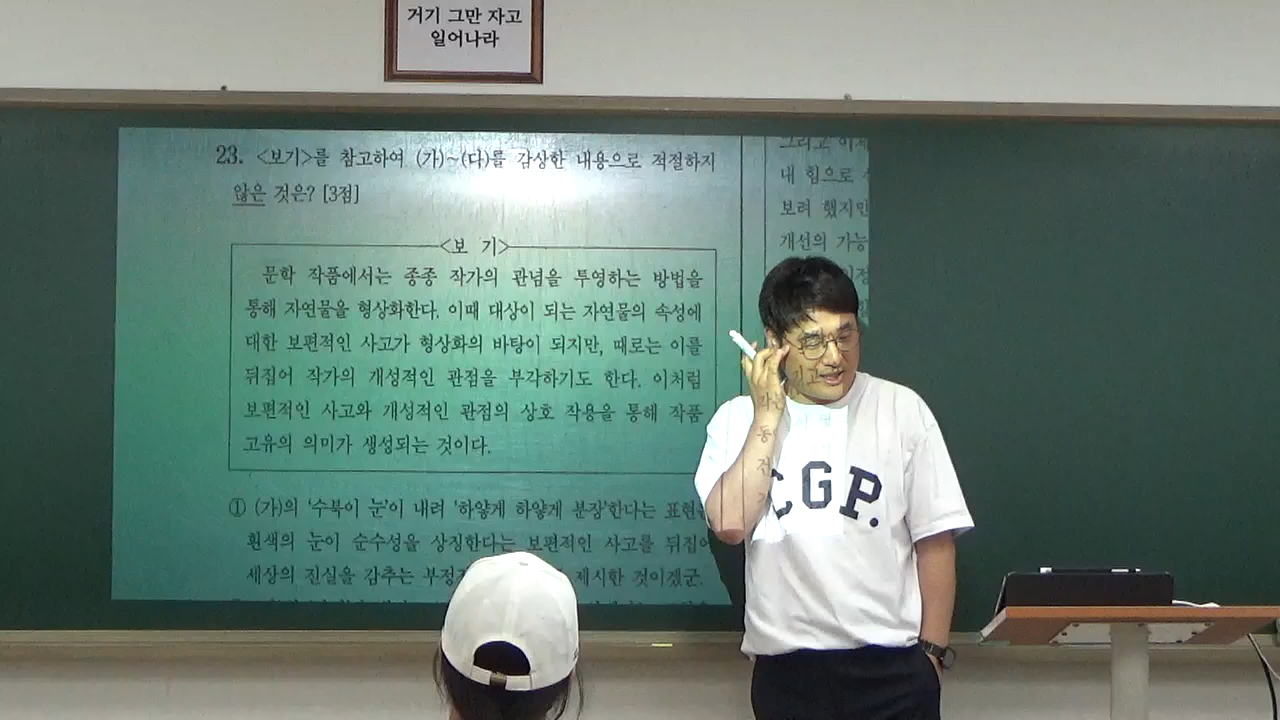 거기 그만 자고
일어나라
23. <보기>를 참고하여 (가)~(다)를 감상한 내용으로 적절하지
않은 것은? [3점]
<보 기>
문학 작품에서는 종종 작가의 관념을 투영하는 방법을
통해 자연물을 형상화한다. 이때 대상이 되는 자연물의 속성에
대한 보편적인 사고가 형상화의 바탕이 되지만, 때로는 이를
뒤집어 작가의 개성적인 관점을 부각하기도 한다. 이처럼
보편적인 사고와 개성적인 관점의 상호 작용을 통해 작품
고유의 의미가 생성되는 것이다.
① (가)의 '수북이 눈'이 내려 '하얗게 하얗게 분장'한다는 표현
흰색의 눈이 순수성을 상징한다는 보편적인 사고를 뒤집어
세상의 진실을 감추는 부정 제시한 것이겠군.
그리고
내 힘으로
보려 했지만
개선의 가능
CGP.